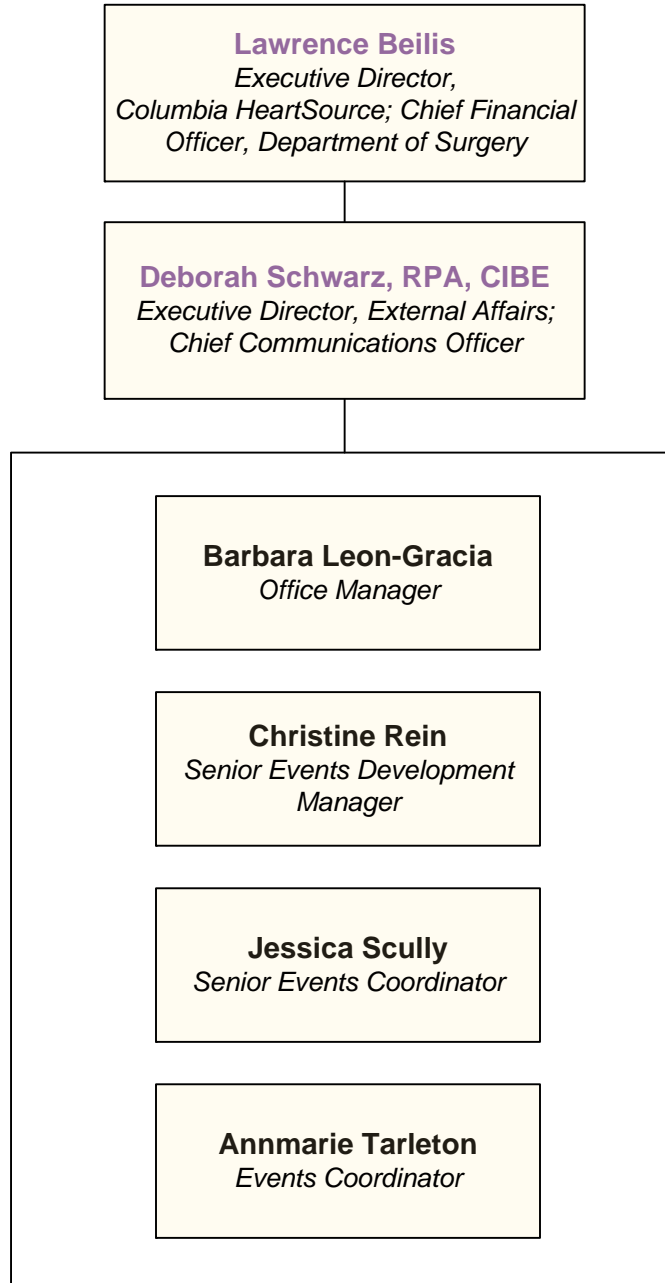 Lawrence Beilis
Executive Director,
Columbia HeartSource; Chief Financial
Officer, Department of Surgery
Deborah Schwarz, RPA, CIBE
Executive Director, External Affairs;
Chief Communications Officer
Barbara Leon-Gracia
Office Manager
Christine Rein
Senior Events Development
Manager
Jessica Scully
Senior Events Coordinator
Annmarie Tarleton
Events Coordinator